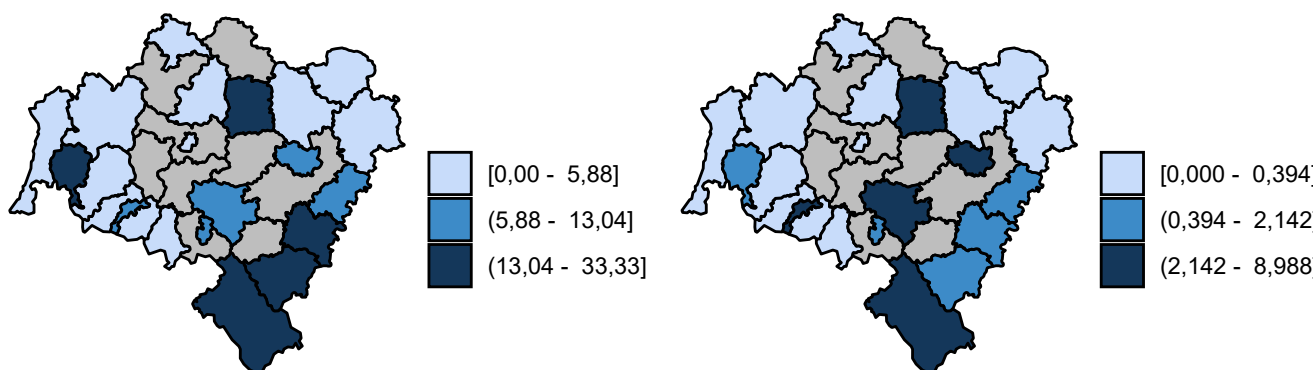 [0,00 - 5,88]
(5,88 - 13,04]
(13,04 - 33,33]
[0,000 - 0,394]
(0,394 - 2,142
(2,142 - 8,988]